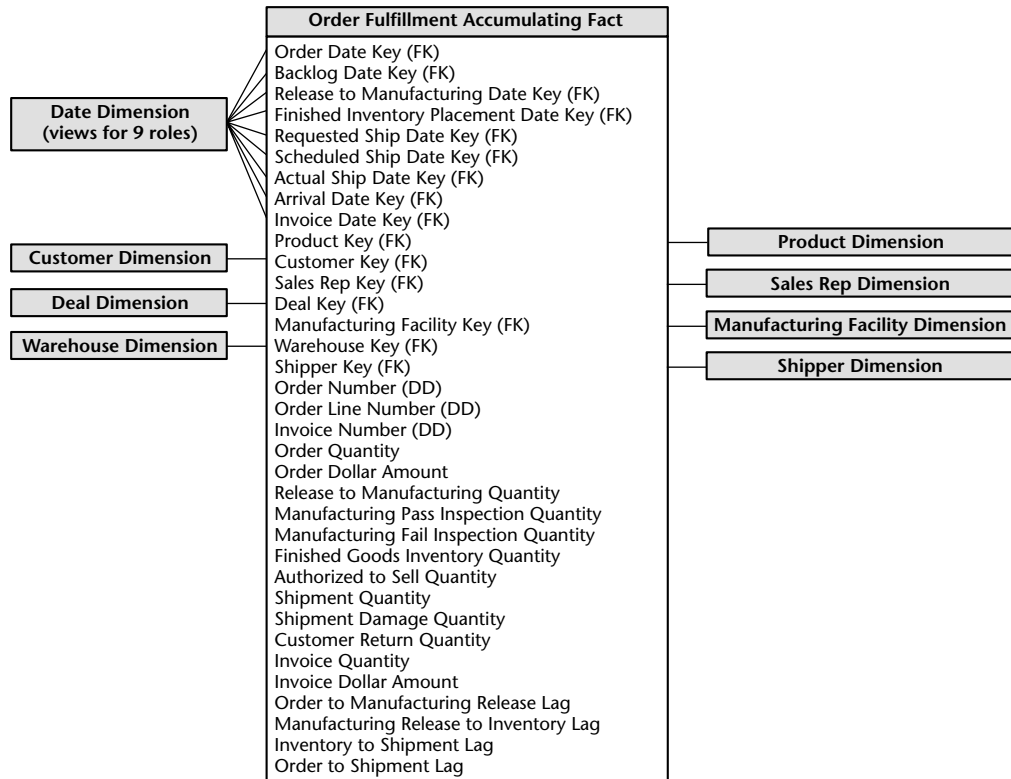 Order Fulfillment Accumulating Fact
Order Date Key (FK)
Backlog Date Key (FK)
Release to Manufacturing Date Key (FK)
Finished Inventory Placement Date Key (FK)
Requested Ship Date Key (FK)
Scheduled Ship Date Key (FK)
Actual Ship Date Key (FK)
Arrival Date Key (FK)
Invoice Date Key (FK)
Product Key (FK)
Customer Key (FK)
Sales Rep Key (FK)
Deal Key (FK)
Manufacturing Facility Key (FK)
Warehouse Key (FK)
Shipper Key (FK)
Order Number (DD)
Order Line Number (DD)
Invoice Number (DD)
Order Quantity
Order Dollar Amount
Release to Manufacturing Quantity
Manufacturing Pass Inspection Quantity
Manufacturing Fail Inspection Quantity
Finished Goods Inventory Quantity
Authorized to Sell Quantity
Shipment Quantity
Shipment Damage Quantity
Customer Return Quantity
Invoice Quantity
Invoice Dollar Amount
Order to Manufacturing Release Lag
Manufacturing Release to Inventory Lag
Inventory to Shipment Lag
Order to Shipment Lag
Date Dimension
(views for 9 roles)
Customer Dimension
Deal Dimension
Warehouse Dimension
Product Dimension
Sales Rep Dimension
Manufacturing Facility Dimension
Shipper Dimension